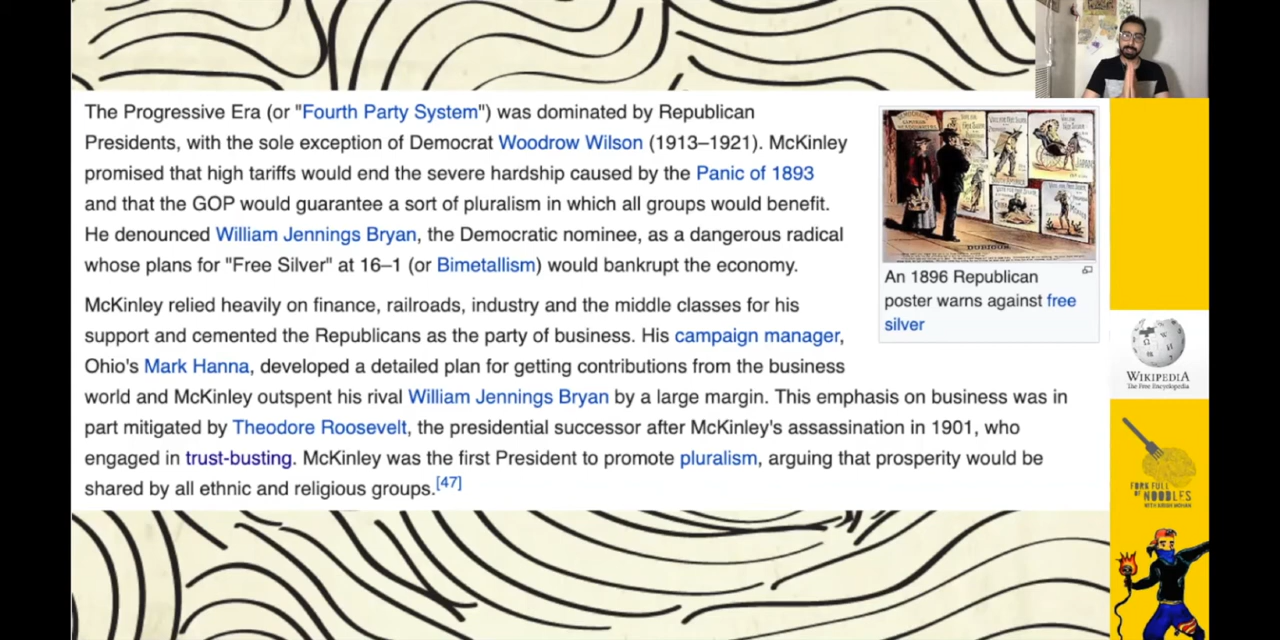 The Progressive Era (or "Fourth Party System") was dominated by Republican
Presidents, with the sole exception of Democrat Woodrow Wilson (1913–1921). McKinley
promised that high tariffs would end the severe hardship caused by the Panic of 1893
and that the GOP would guarantee a sort of pluralism in which all groups would benefit.
He denounced William Jennings Bryan, the Democratic nominee, as a dangerous radical
whose plans for "Free Silver" at 16–1 (or Bimetallism) would bankrupt the economy.
McKinley relied heavily on finance, railroads, industry and the middle classes for his
support and cemented the Republicans as the party of business. His campaign manager,
Ohio's Mark Hanna, developed a detailed plan for getting contributions from the business
world and McKinley outspent his rival William Jennings Bryan by a large margin. This emphasis on business was in
part mitigated by Theodore Roosevelt, the presidential successor after McKinley's assassination in 1901, who
engaged in trust-busting. McKinley was the first President to promote pluralism, arguing that prosperity would be
shared by all ethnic and religious groups.[47]
An 1896 Republican
poster warns against free
silver
WIKIPEDIA
The Free Encyclopedia
FORK FULL
OF NOODLES
WITH KRISH MOHAN